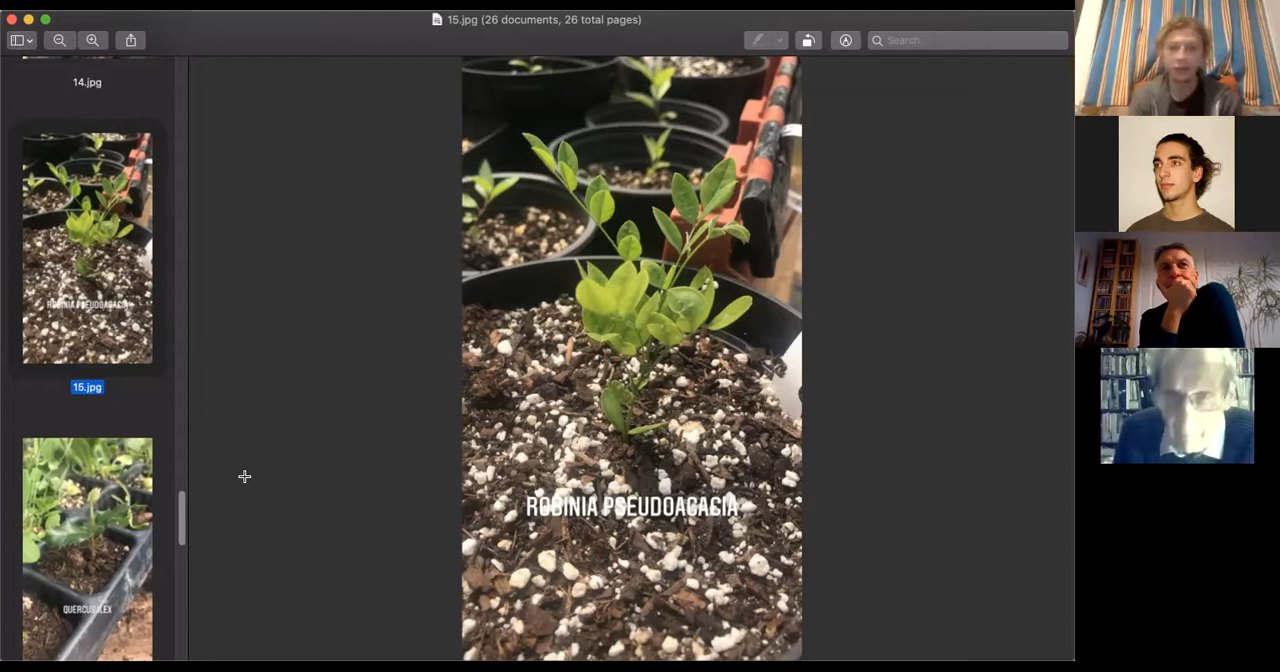 15.jpg (26 documents, 26 total pages)
Search
14.jpg
ROBINIA PSEUDOACACIA
15.jpg
QUERCUS ILEX
ROBINIA PSEUDOACACIA